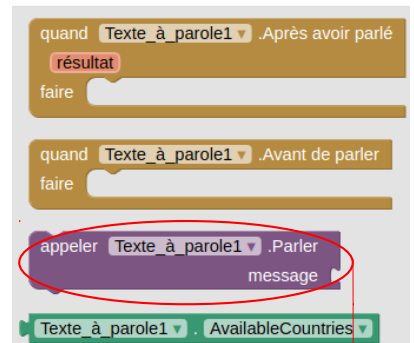 quand Texte_à_parole1 .Après avoir parlé
résultat
faire
quand Texte_à_parole1 .Avant de parler
faire
appeler Texte_à_parole1 .Parler
message
Texte_à_parole1 . AvailableCountries